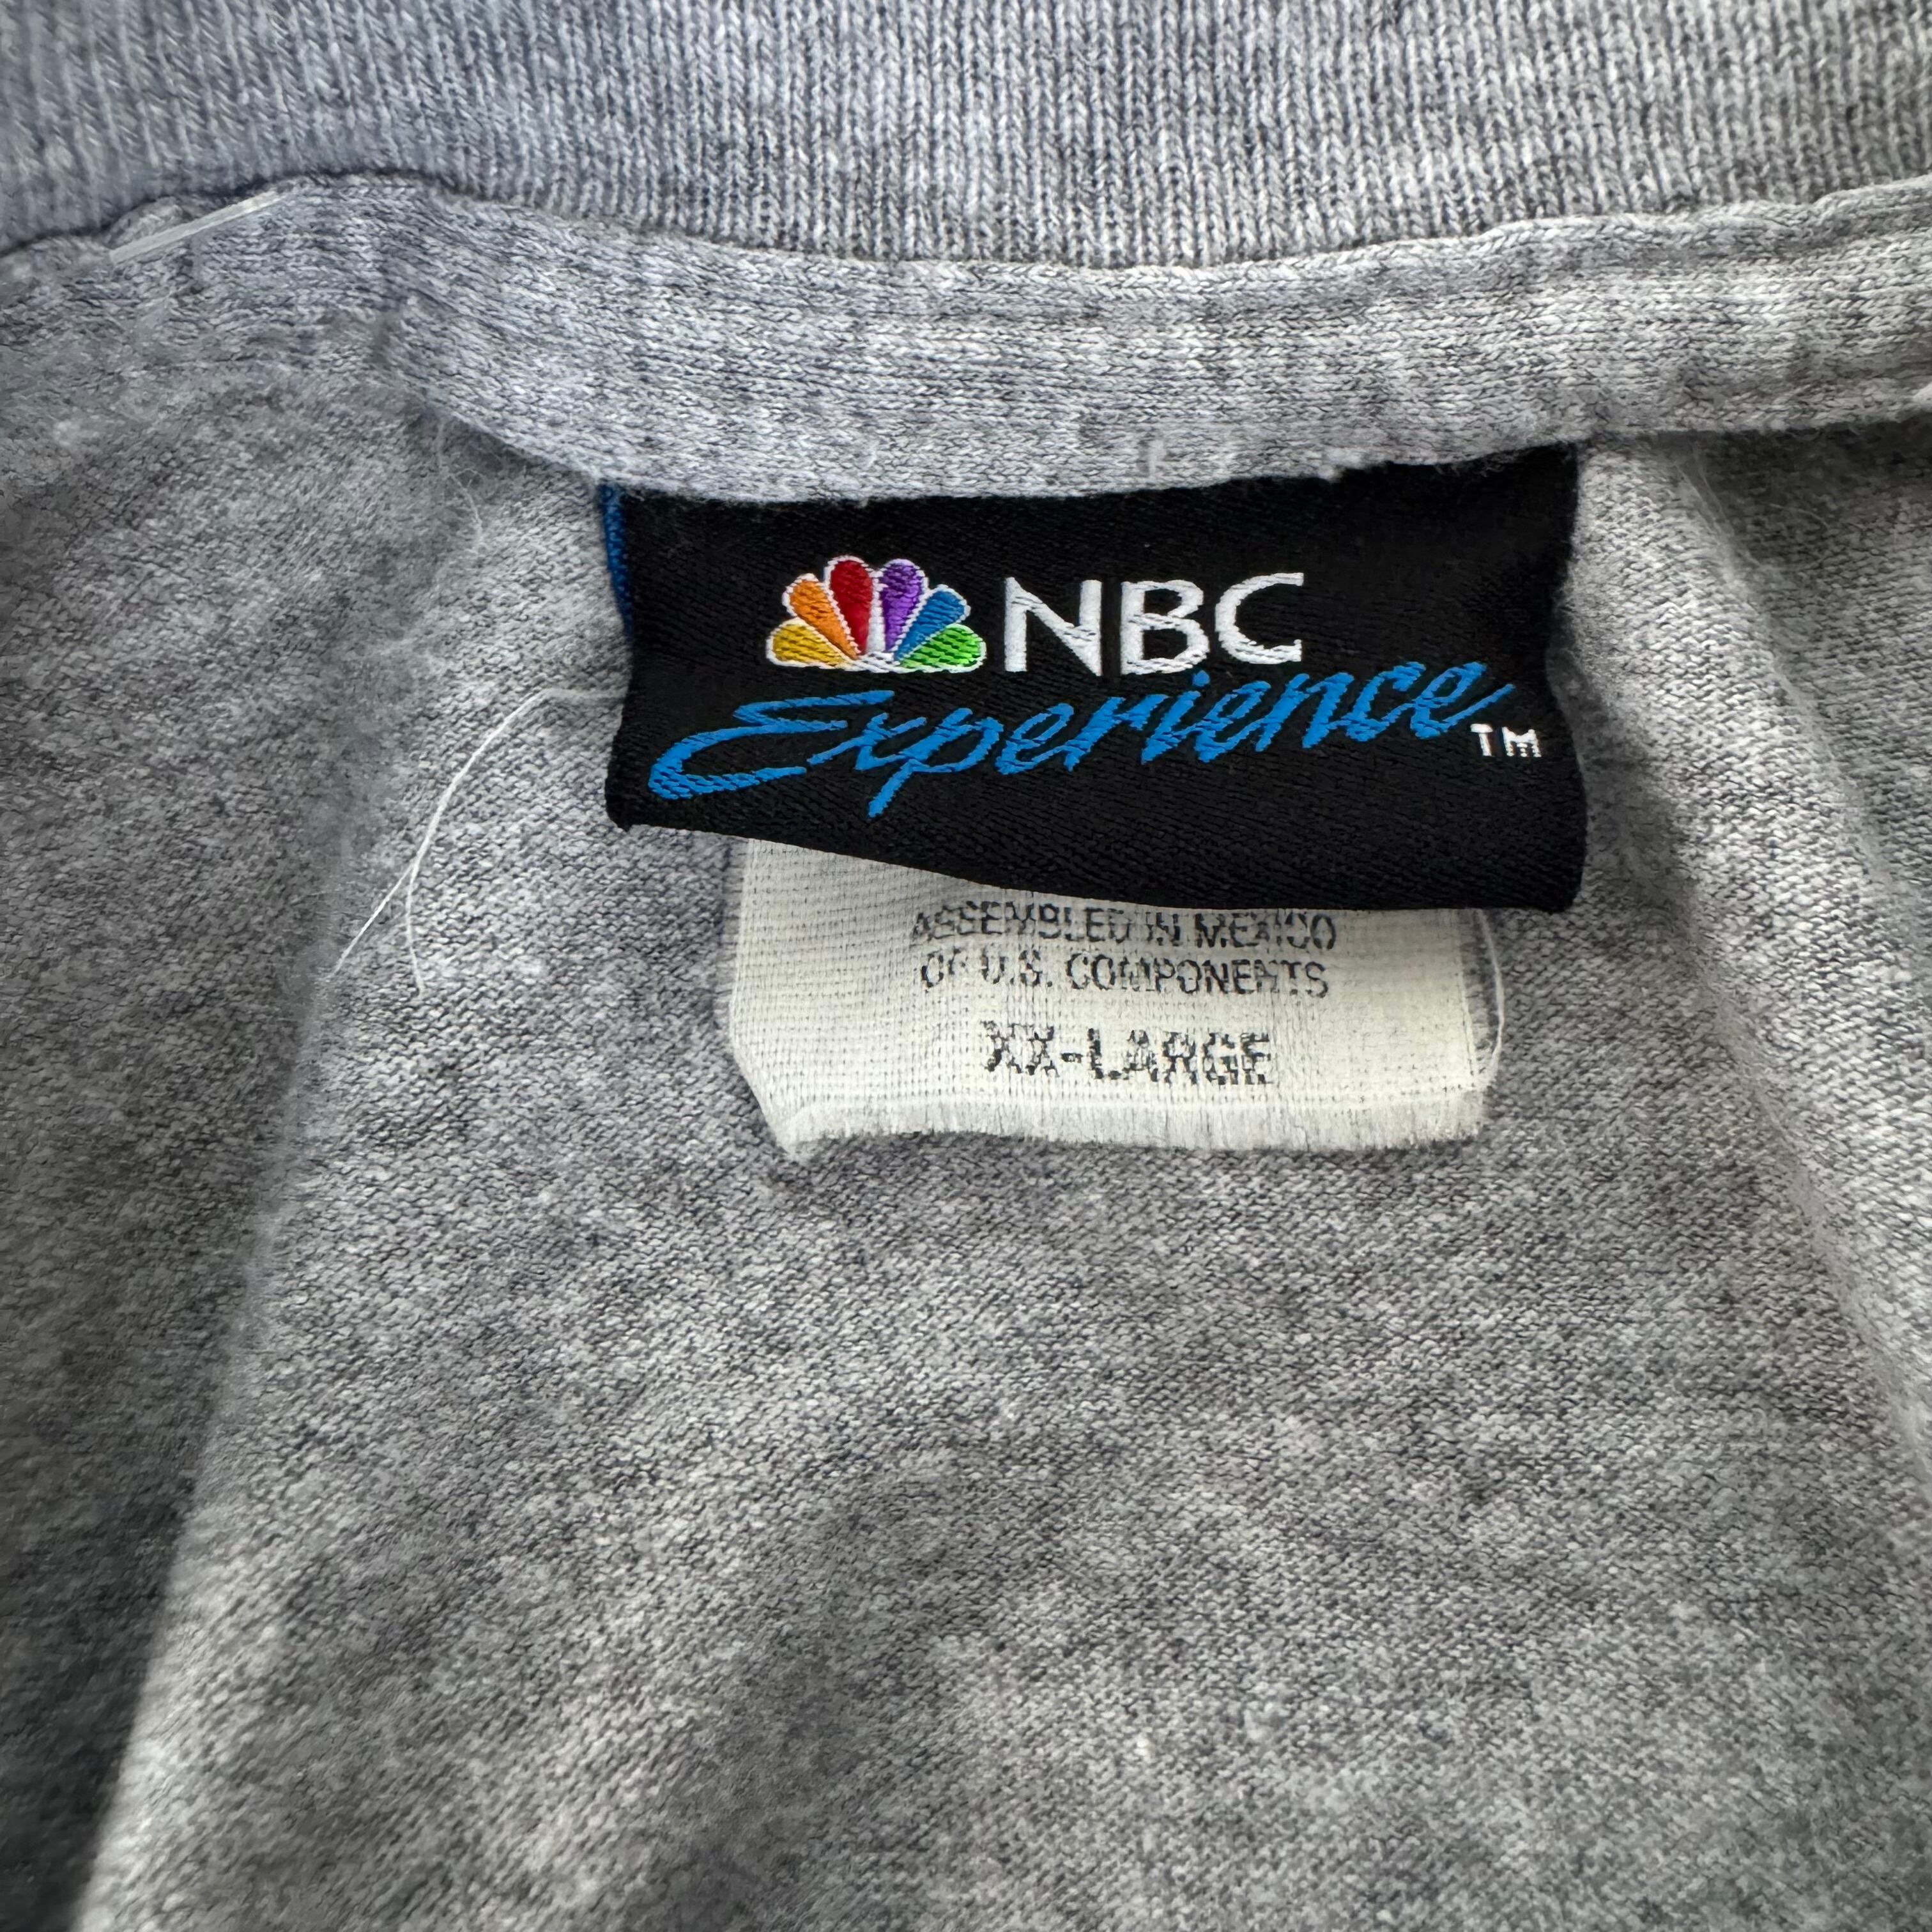 NBC
Experience TM
ASSEMBLED IN MEXICO
OF U.S. COMPONENTS
XX-LARGE